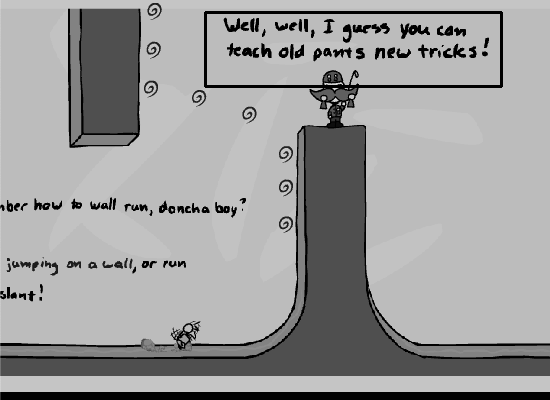 Well, well, I guess you can
teach old pants new tricks!
how to wall run, doncha boy?
jumping on a wall, or run
slant!